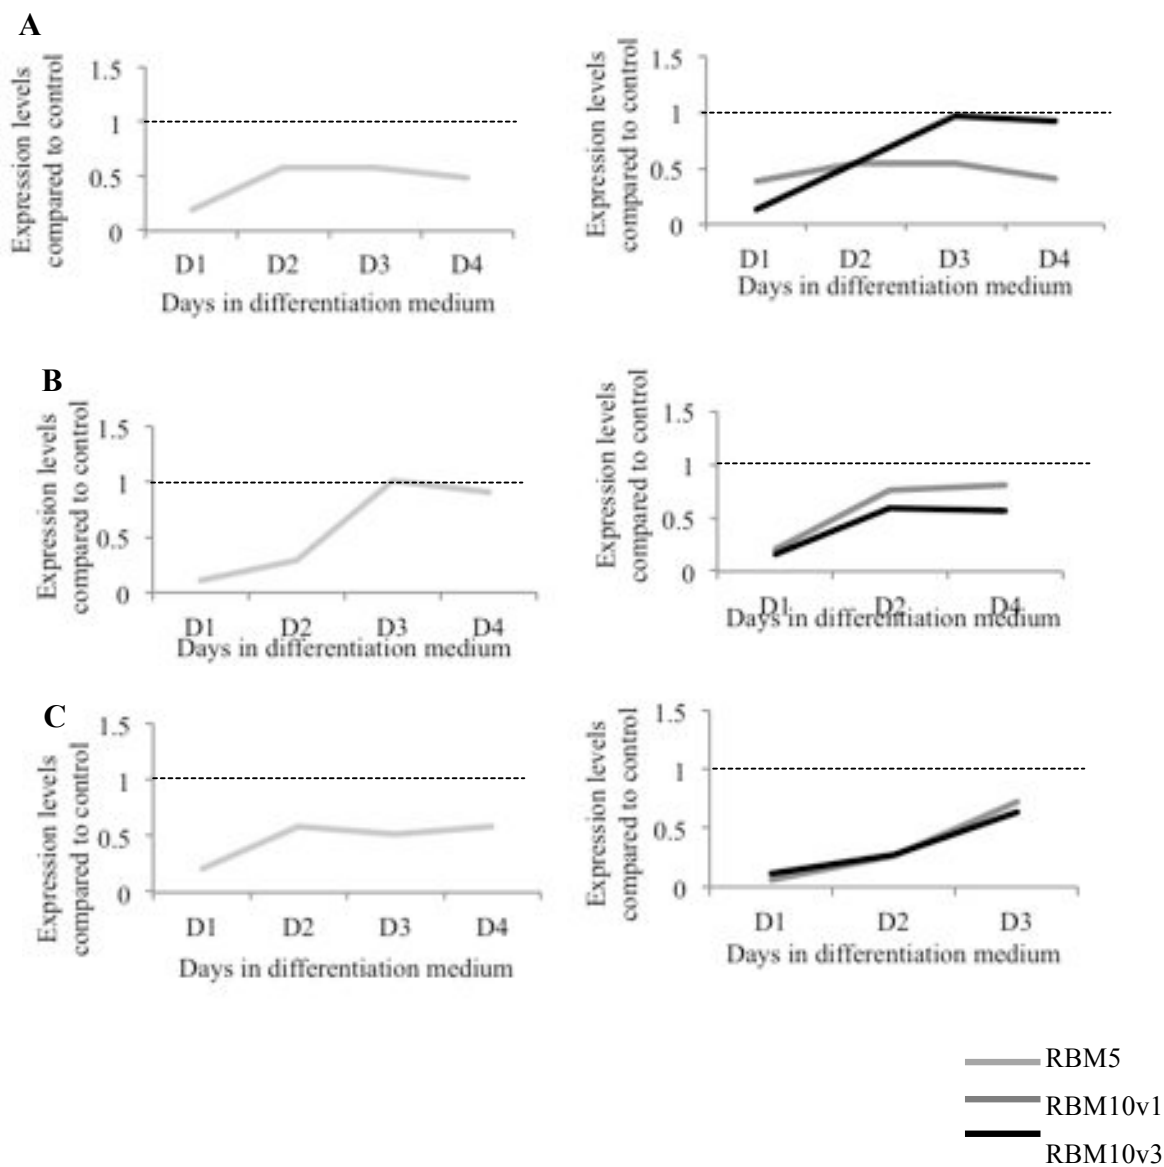 A
Expression levels
compared to control
1.5
1
0.5
0
D1 D2 D3 D4
Days in differentiation medium
Expression levels
compared to control
1.5
1
0.5
0
D1 D2 D3 D4
Days in differentiation medium
B
Expression levels
compared to control
1.5
1
0.5
0
D1 D2 D3 D4
Days in differentiation medium
Expression levels
compared to control
1.5
1
0.5
0
D1 D2 D4
Days in differentiation medium
C
Expression levels
compared to control
1.5
1
0.5
0
D1 D2 D3 D4
Days in differentiation medium
Expression levels
compared to control
1.5
1
0.5
0
D1 D2 D3
Days in differentiation medium
RBM5
RBM10v1
RBM10v3